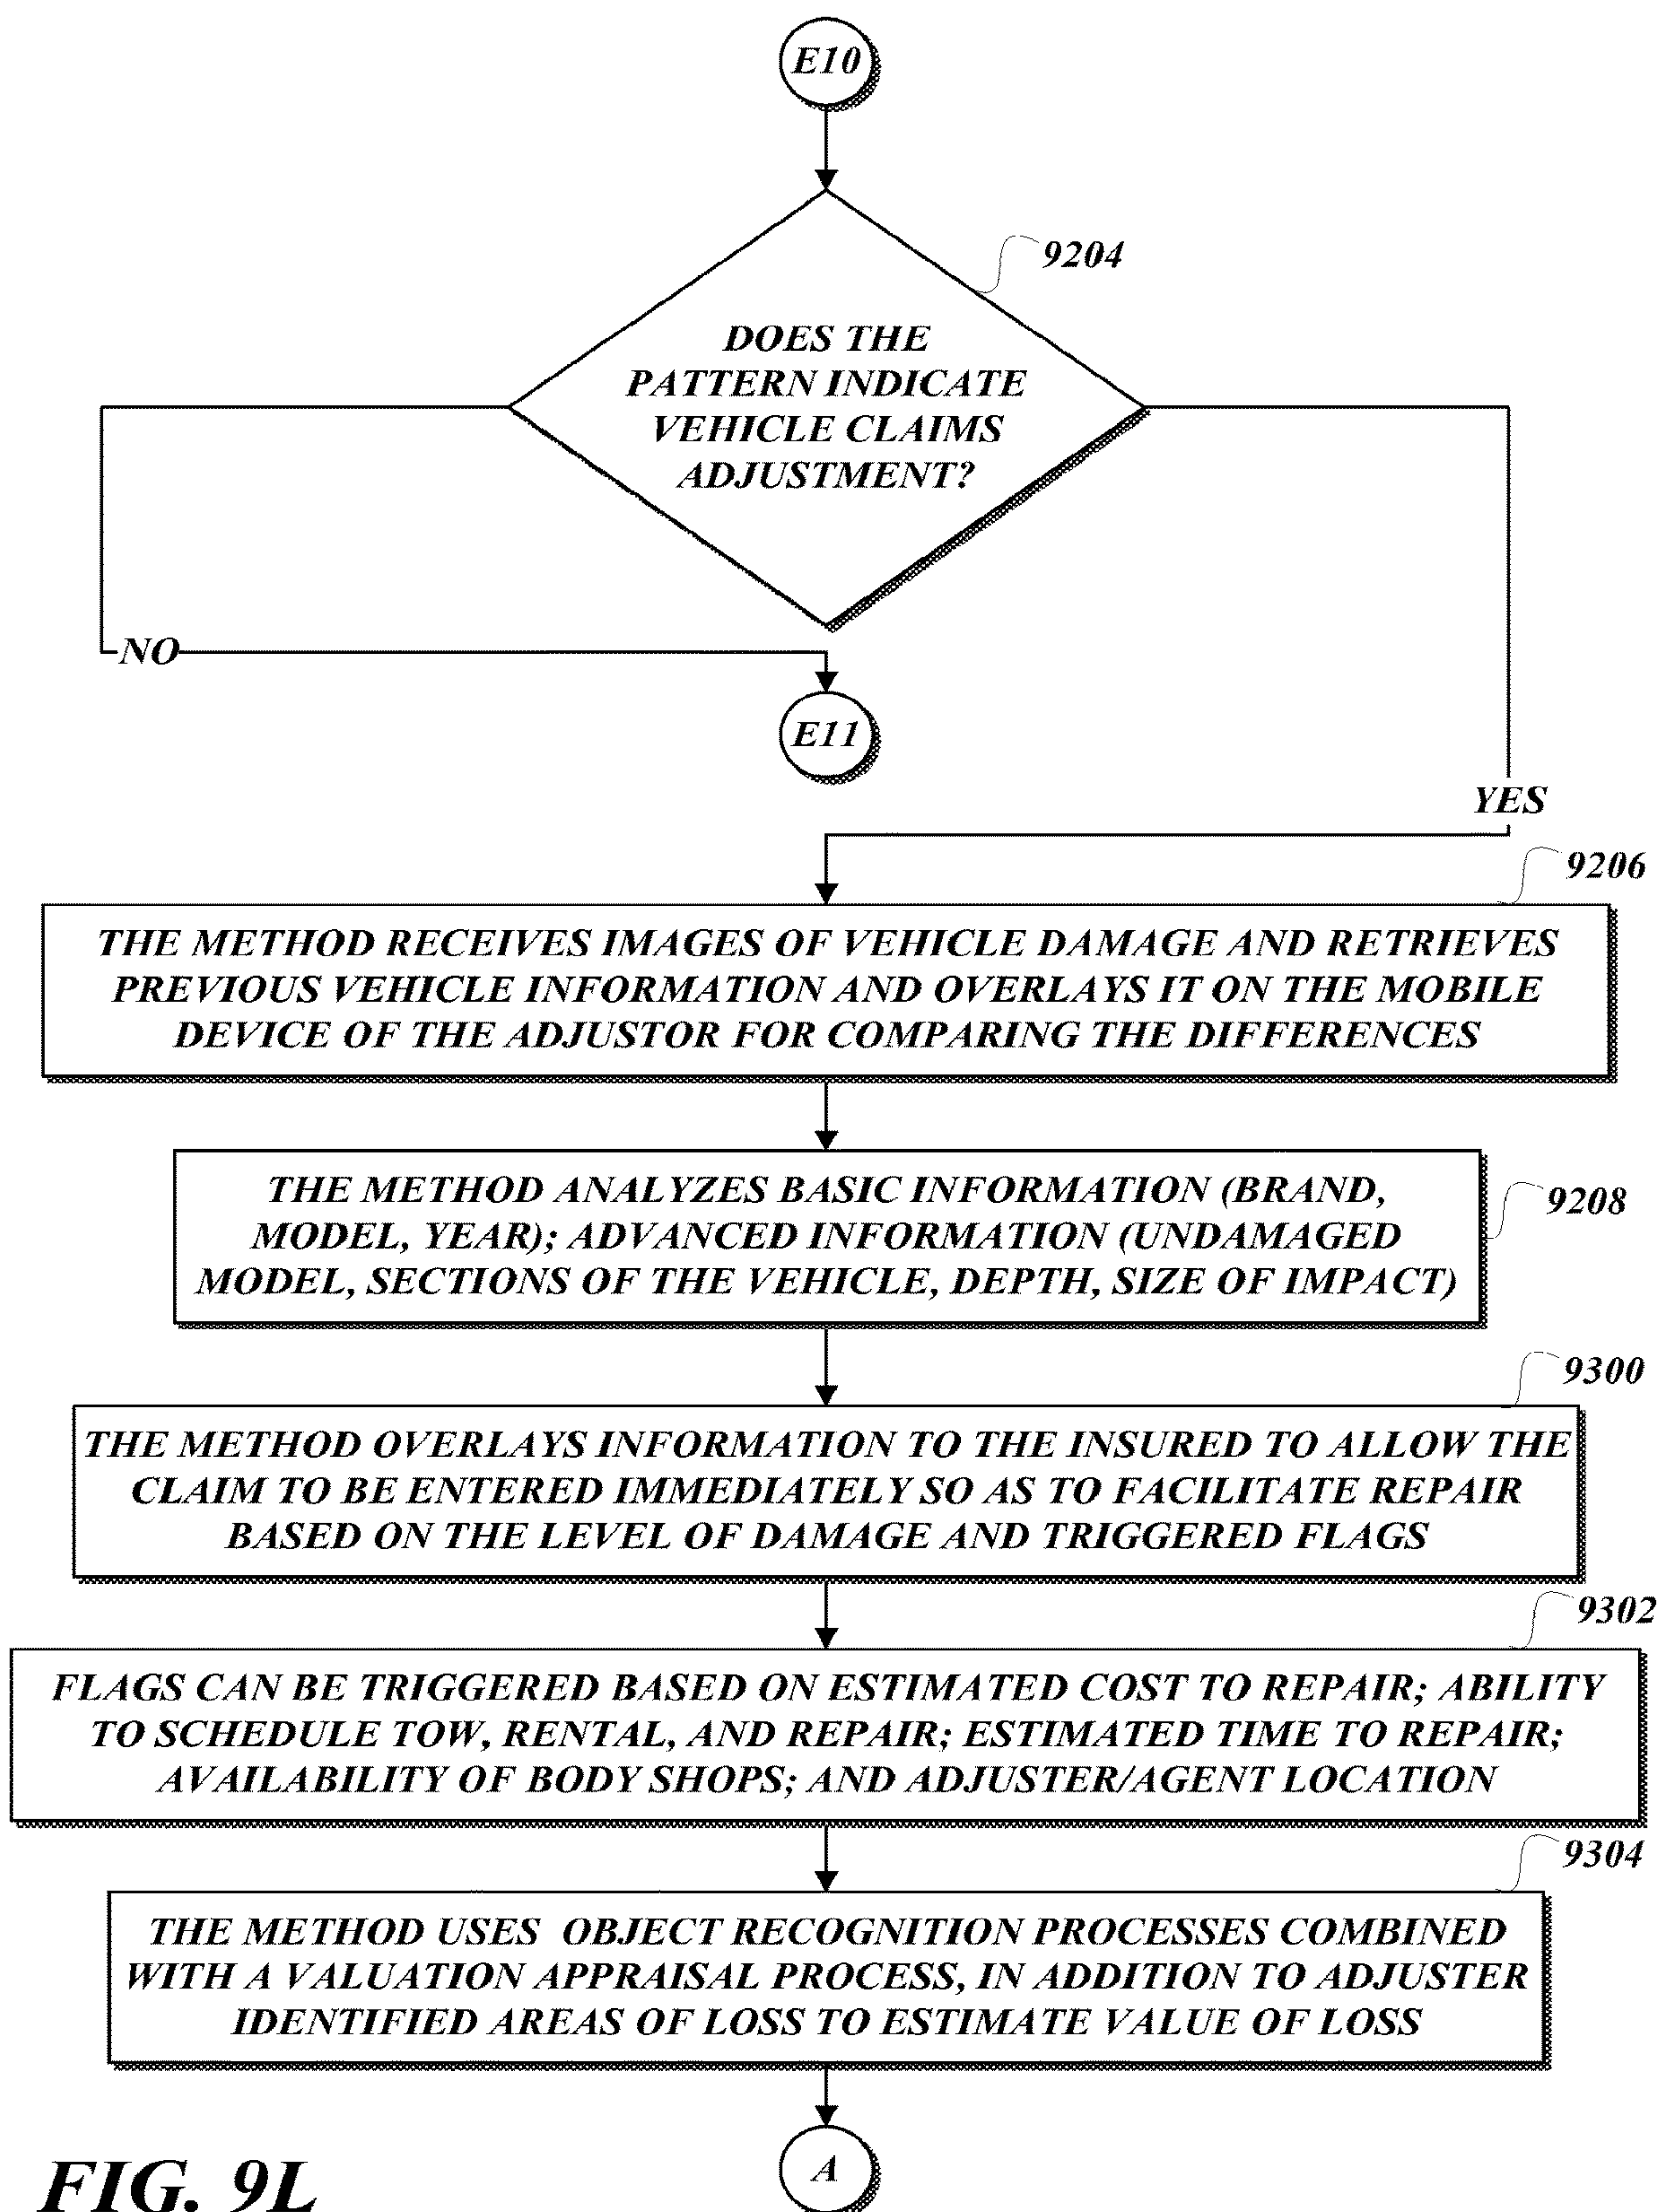 E10
9204
DOES THE
PATTERN INDICATE
VEHICLE CLAIMS
ADJUSTMENT?
NO
E11
YES
9206
THE METHOD RECEIVES IMAGES OF VEHICLE DAMAGE AND RETRIEVES
PREVIOUS VEHICLE INFORMATION AND OVERLAYS IT ON THE MOBILE
DEVICE OF THE ADJUSTOR FOR COMPARING THE DIFFERENCES
9208
THE METHOD ANALYZES BASIC INFORMATION (BRAND,
MODEL, YEAR); ADVANCED INFORMATION (UNDAMAGED
MODEL, SECTIONS OF THE VEHICLE, DEPTH, SIZE OF IMPACT)
9300
THE METHOD OVERLAYS INFORMATION TO THE INSURED TO ALLOW THE
CLAIM TO BE ENTERED IMMEDIATELY SO AS TO FACILITATE REPAIR
BASED ON THE LEVEL OF DAMAGE AND TRIGGERED FLAGS
9302
FLAGS CAN BE TRIGGERED BASED ON ESTIMATED COST TO REPAIR; ABILITY
TO SCHEDULE TOW, RENTAL, AND REPAIR; ESTIMATED TIME TO REPAIR;
AVAILABILITY OF BODY SHOPS; AND ADJUSTER/AGENT LOCATION
9304
THE METHOD USES OBJECT RECOGNITION PROCESSES COMBINED
WITH A VALUATION APPRAISAL PROCESS, IN ADDITION TO ADJUSTER
IDENTIFIED AREAS OF LOSS TO ESTIMATE VALUE OF LOSS
A
FIG. 9L